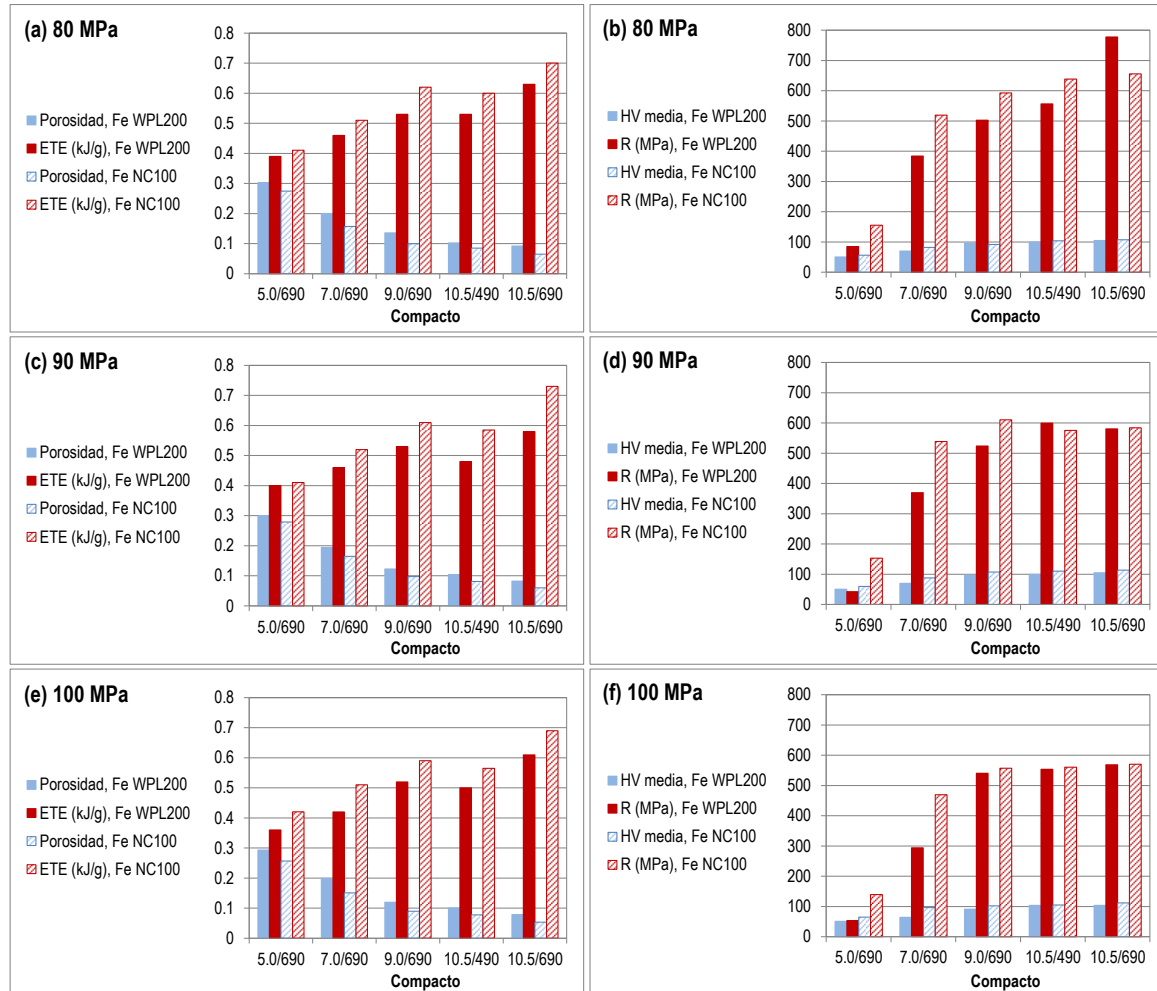 (a) 80 MPa
Porosidad, Fe WPL200
ETE (kJ/g), Fe WPL200
Porosidad, Fe NC100
ETE (kJ/g), Fe NC100
0.8
0.7
0.6
0.5
0.4
0.3
0.2
0.1
0
5.0/690 7.0/690 9.0/690 10.5/490 10.5/690
Compacto
(b) 80 MPa
HV media, Fe WPL200
R (MPa), Fe WPL200
HV media, Fe NC100
R (MPa), Fe NC100
800
700
600
500
400
300
200
100
0
5.0/690 7.0/690 9.0/690 10.5/490 10.5/690
Compacto
(c) 90 MPa
Porosidad, Fe WPL200
ETE (kJ/g), Fe WPL200
Porosidad, Fe NC100
ETE (kJ/g), Fe NC100
0.8
0.7
0.6
0.5
0.4
0.3
0.2
0.1
0
5.0/690 7.0/690 9.0/690 10.5/490 10.5/690
Compacto
(d) 90 MPa
HV media, Fe WPL200
R (MPa), Fe WPL200
HV media, Fe NC100
R (MPa), Fe NC100
800
700
600
500
400
300
200
100
0
5.0/690 7.0/690 9.0/690 10.5/490 10.5/690
Compacto
(e) 100 MPa
Porosidad, Fe WPL200
ETE (kJ/g), Fe WPL200
Porosidad, Fe NC100
ETE (kJ/g), Fe NC100
0.8
0.7
0.6
0.5
0.4
0.3
0.2
0.1
0
5.0/690 7.0/690 9.0/690 10.5/490 10.5/690
Compacto
(f) 100 MPa
HV media, Fe WPL200
R (MPa), Fe WPL200
HV media, Fe NC100
R (MPa), Fe NC100
800
700
600
500
400
300
200
100
0
5.0/690 7.0/690 9.0/690 10.5/490 10.5/690
Compacto